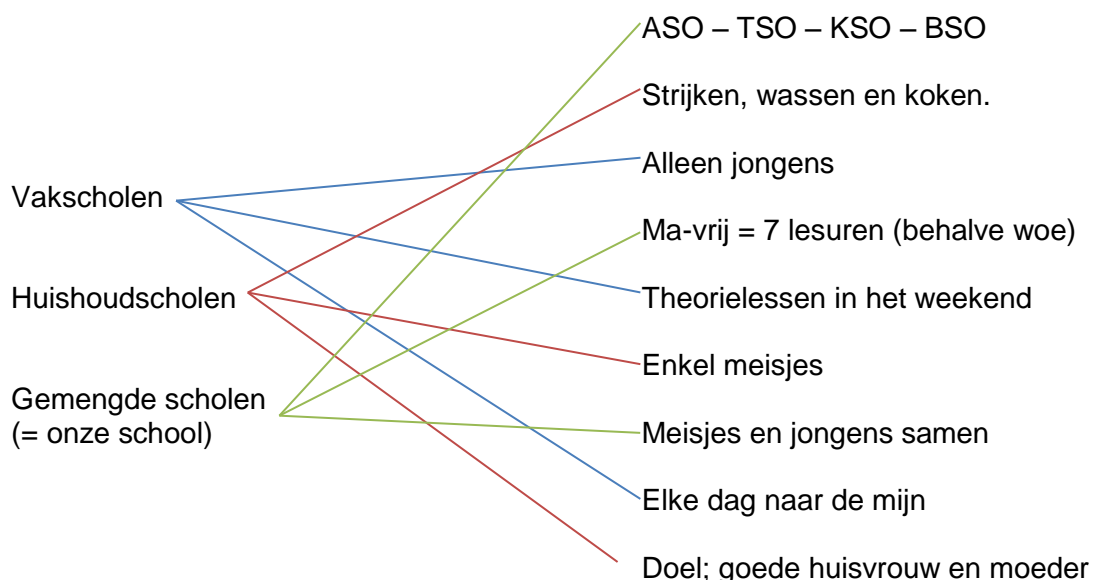 ASO – TSO – KSO – BSO
Strijken, wassen en koken.
Alleen jongens
Vakscholen
Ma-vrij = 7 lesuren (behalve woe)
Huishoudscholen
Theorielessen in het weekend
Enkel meisjes
Gemengde scholen
(= onze school)
Meisjes en jongens samen
Elke dag naar de mijn
Doel; goede huisvrouw en moeder